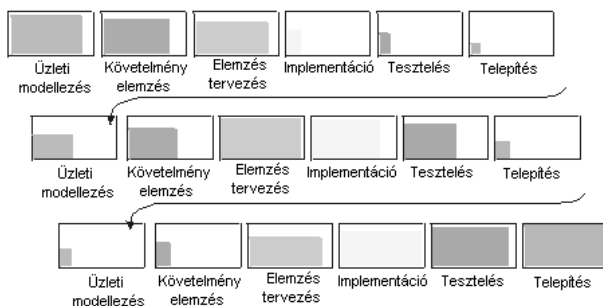 Üzleti
modellezés
Követelmény
elemzés
Elemzés
tervezés
Implementáció
Tesztelés
Telepítés
Üzleti
modellezés
Követelmény
elemzés
Elemzés
tervezés
Implementáció
Tesztelés
Telepítés
Üzleti
modellezés
Követelmény
elemzés
Elemzés
tervezés
Implementáció
Tesztelés
Telepítés